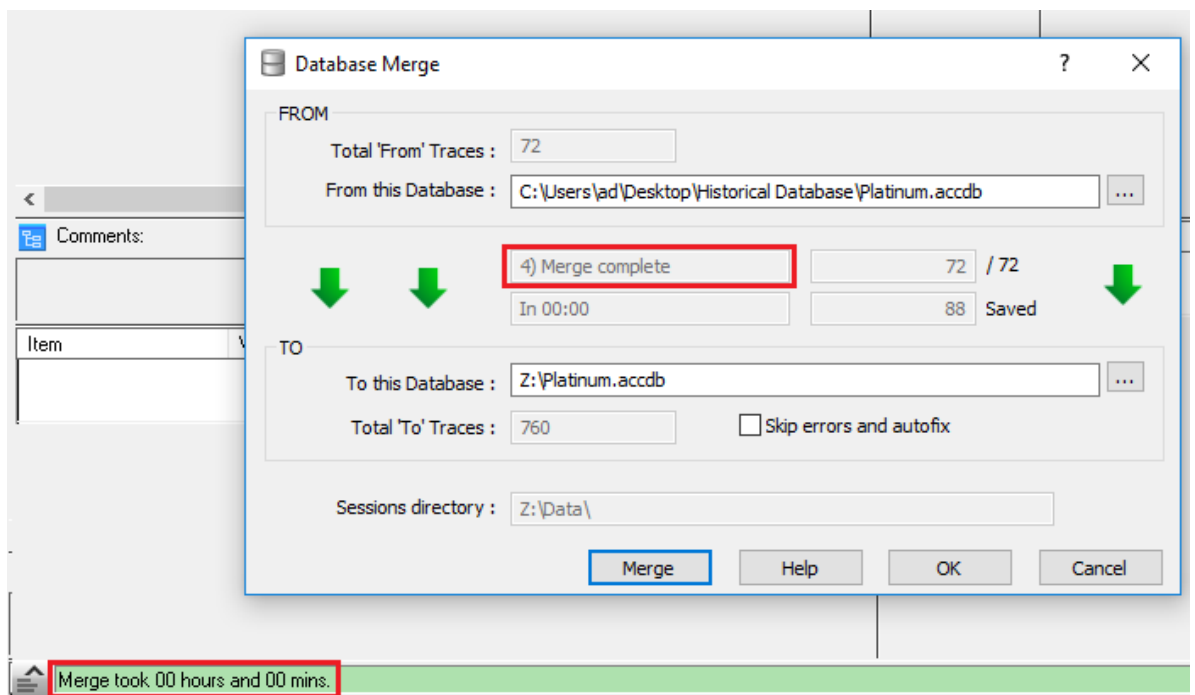 Database Merge
?
FROM
Total 'From' Traces : 72
From this Database : C:\Users\ad\Desktop\Historical Database\Platinum.accdb ...
Comments:
4) Merge complete 72 / 72
In 00:00 88 Saved
Item
TO
To this Database : Z:\Platinum.accdb ...
Total 'To' Traces : 760 Skip errors and autofix
Sessions directory : Z:\Data\
Merge Help OK Cancel
Merge took 00 hours and 00 mins.